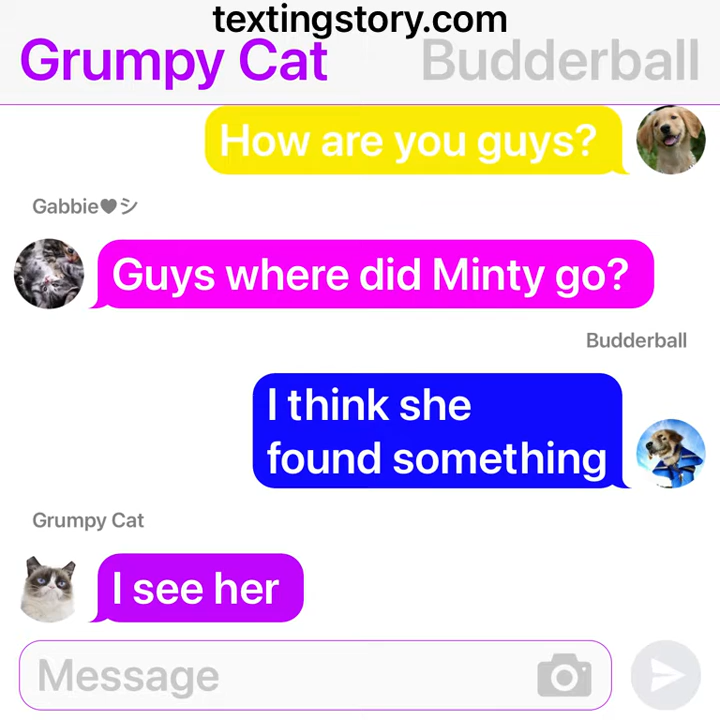 textingstory.com
Grumpy Cat Budderball
How are you guys?
Gabbie♥シ
Guys where did Minty go?
Budderball
I think she
found something
Grumpy Cat
I see her
Message